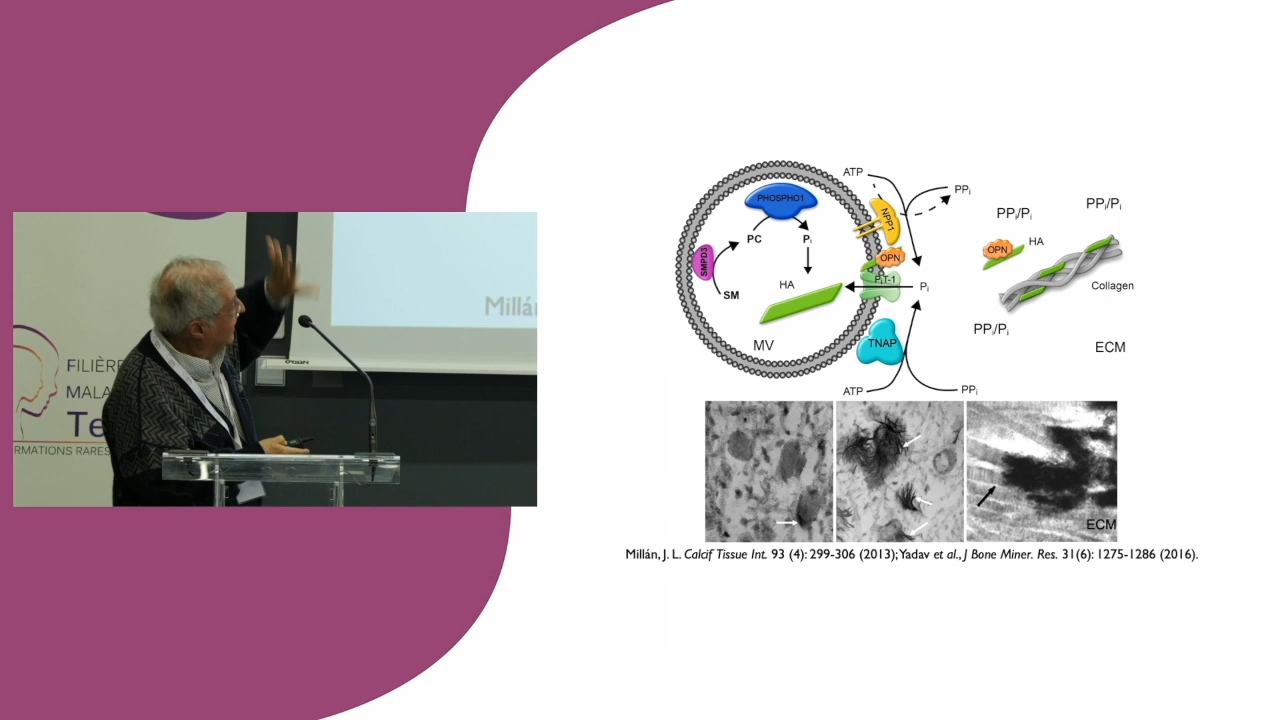 FILIÈRE
MALA
Te
RMATIONS RARES
Millán
ATP
PPi
PHOSPHO1
NPP1
PC
Pi
SMPD3
SM
HA
OPN
PiT-1
Pi
MV
TNAP
ATP
PPi
PPi/Pi
PPi/Pi
OPN
HA
Collagen
PPi/Pi
ECM
ECM
Millán, J. L. Calcif Tissue Int. 93 (4): 299-306 (2013); Yadav et al., J Bone Miner. Res. 31(6): 1275-1286 (2016).